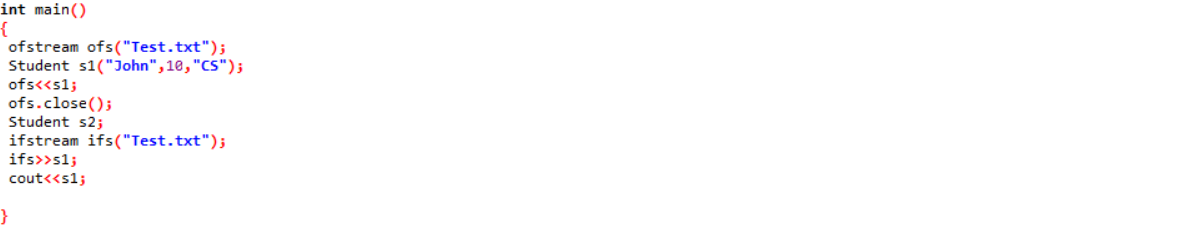 int main()
{
ofstream ofs("Test.txt");
Student s1("John",10,"CS");
ofs<<s1;
ofs.close();
Student s2;
ifstream ifs("Test.txt");
ifs>>s1;
cout<<s1;
}